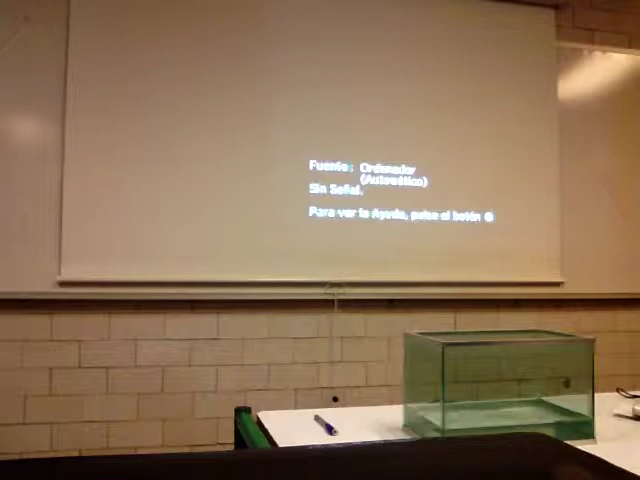 Fuente: Ordenador
(Automático)
Sin Señal.
Para ver la Ayuda, pulse el botón